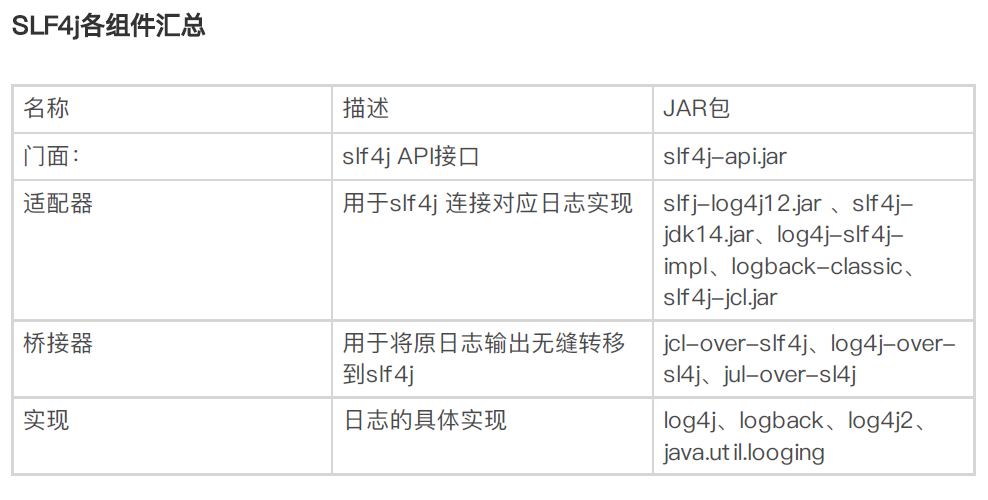 SLF4j各组件汇总
名称
描述
JAR包
门面：
slf4j API接口
slf4j-api.jar
适配器
用于slf4j 连接对应日志实现
slfj-log4j12.jar 、slf4j-
jdk14.jar、log4j-slf4j-
impl、logback-classic、
slf4j-jcl.jar
桥接器
用于将原日志输出无缝转移
到slf4j
jcl-over-slf4j、log4j-over-
sl4j、jul-over-sl4j
实现
日志的具体实现
log4j、logback、log4j2、
java.util.looging